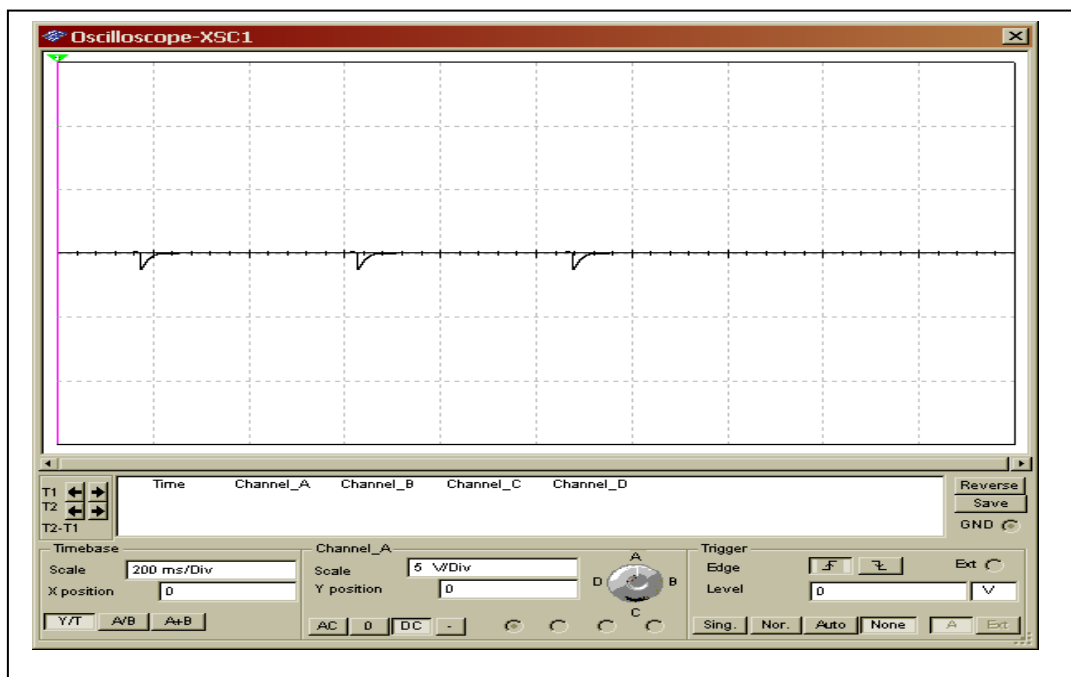 Oscilloscope-XSC1
Time Channel_A Channel_B Channel_C Channel_D
T1
T2
T2-T1
Reverse
Save
GND
Timebase
Scale 200 ms/Div
X position 0
Y/T A/B A+B
Channel_A
Scale 5 V/Div
Y position 0
AC 0 DC -
A
D B
C
Trigger
Edge Ext
Level 0 V
Sing. Nor. Auto None A Ext